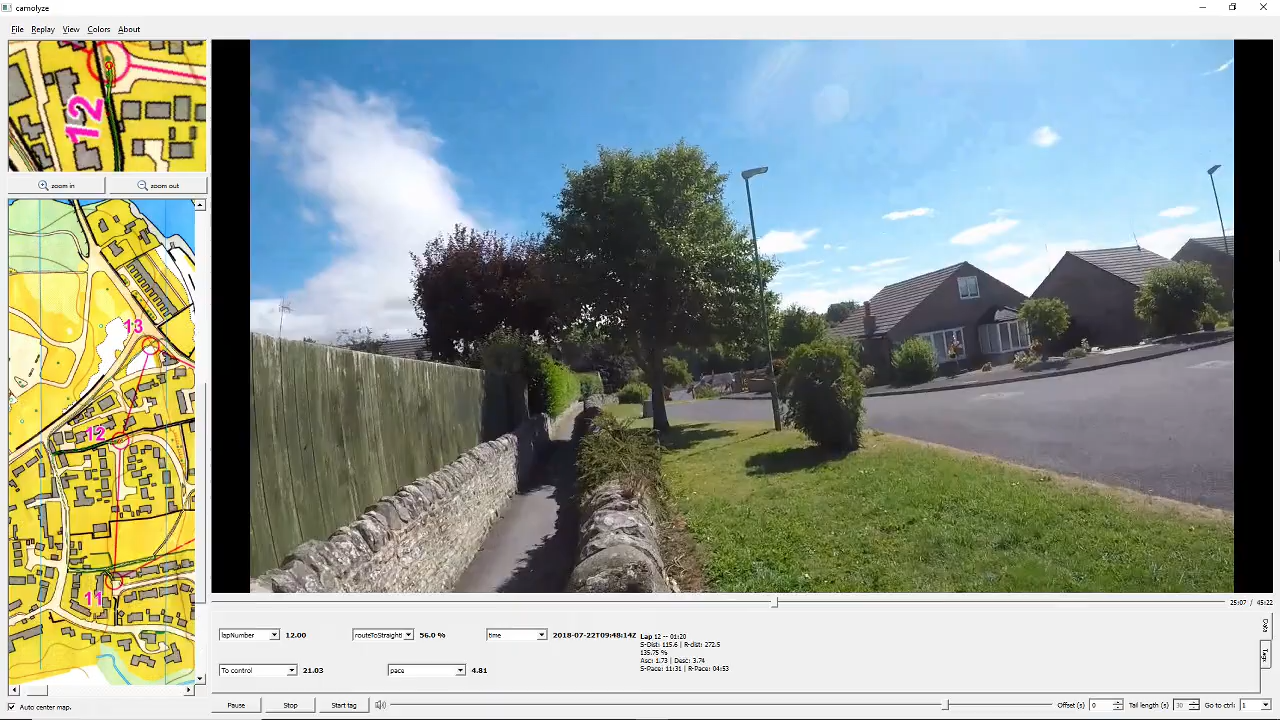 camolyze
File Replay View Colors About
12
zoom in zoom out
13
12
11
25:07 / 45:22
lapNumber 12.00 routeToStraightl 56.0 % time 2018-07-22T09:48:14Z
Lap 12 -- 01:20
S-Dist: 115.6 | R-dist: 272.5
135.75 %
Asc: 1.73 | Desc: 3.74
S-Pace: 11:31 | R-Pace: 04:53
To control 21.03 pace 4.81
Tags
Auto center map.
Pause Stop Start tag
Offset (s) 0 Tail length (s) 30 Go to ctrl: 1